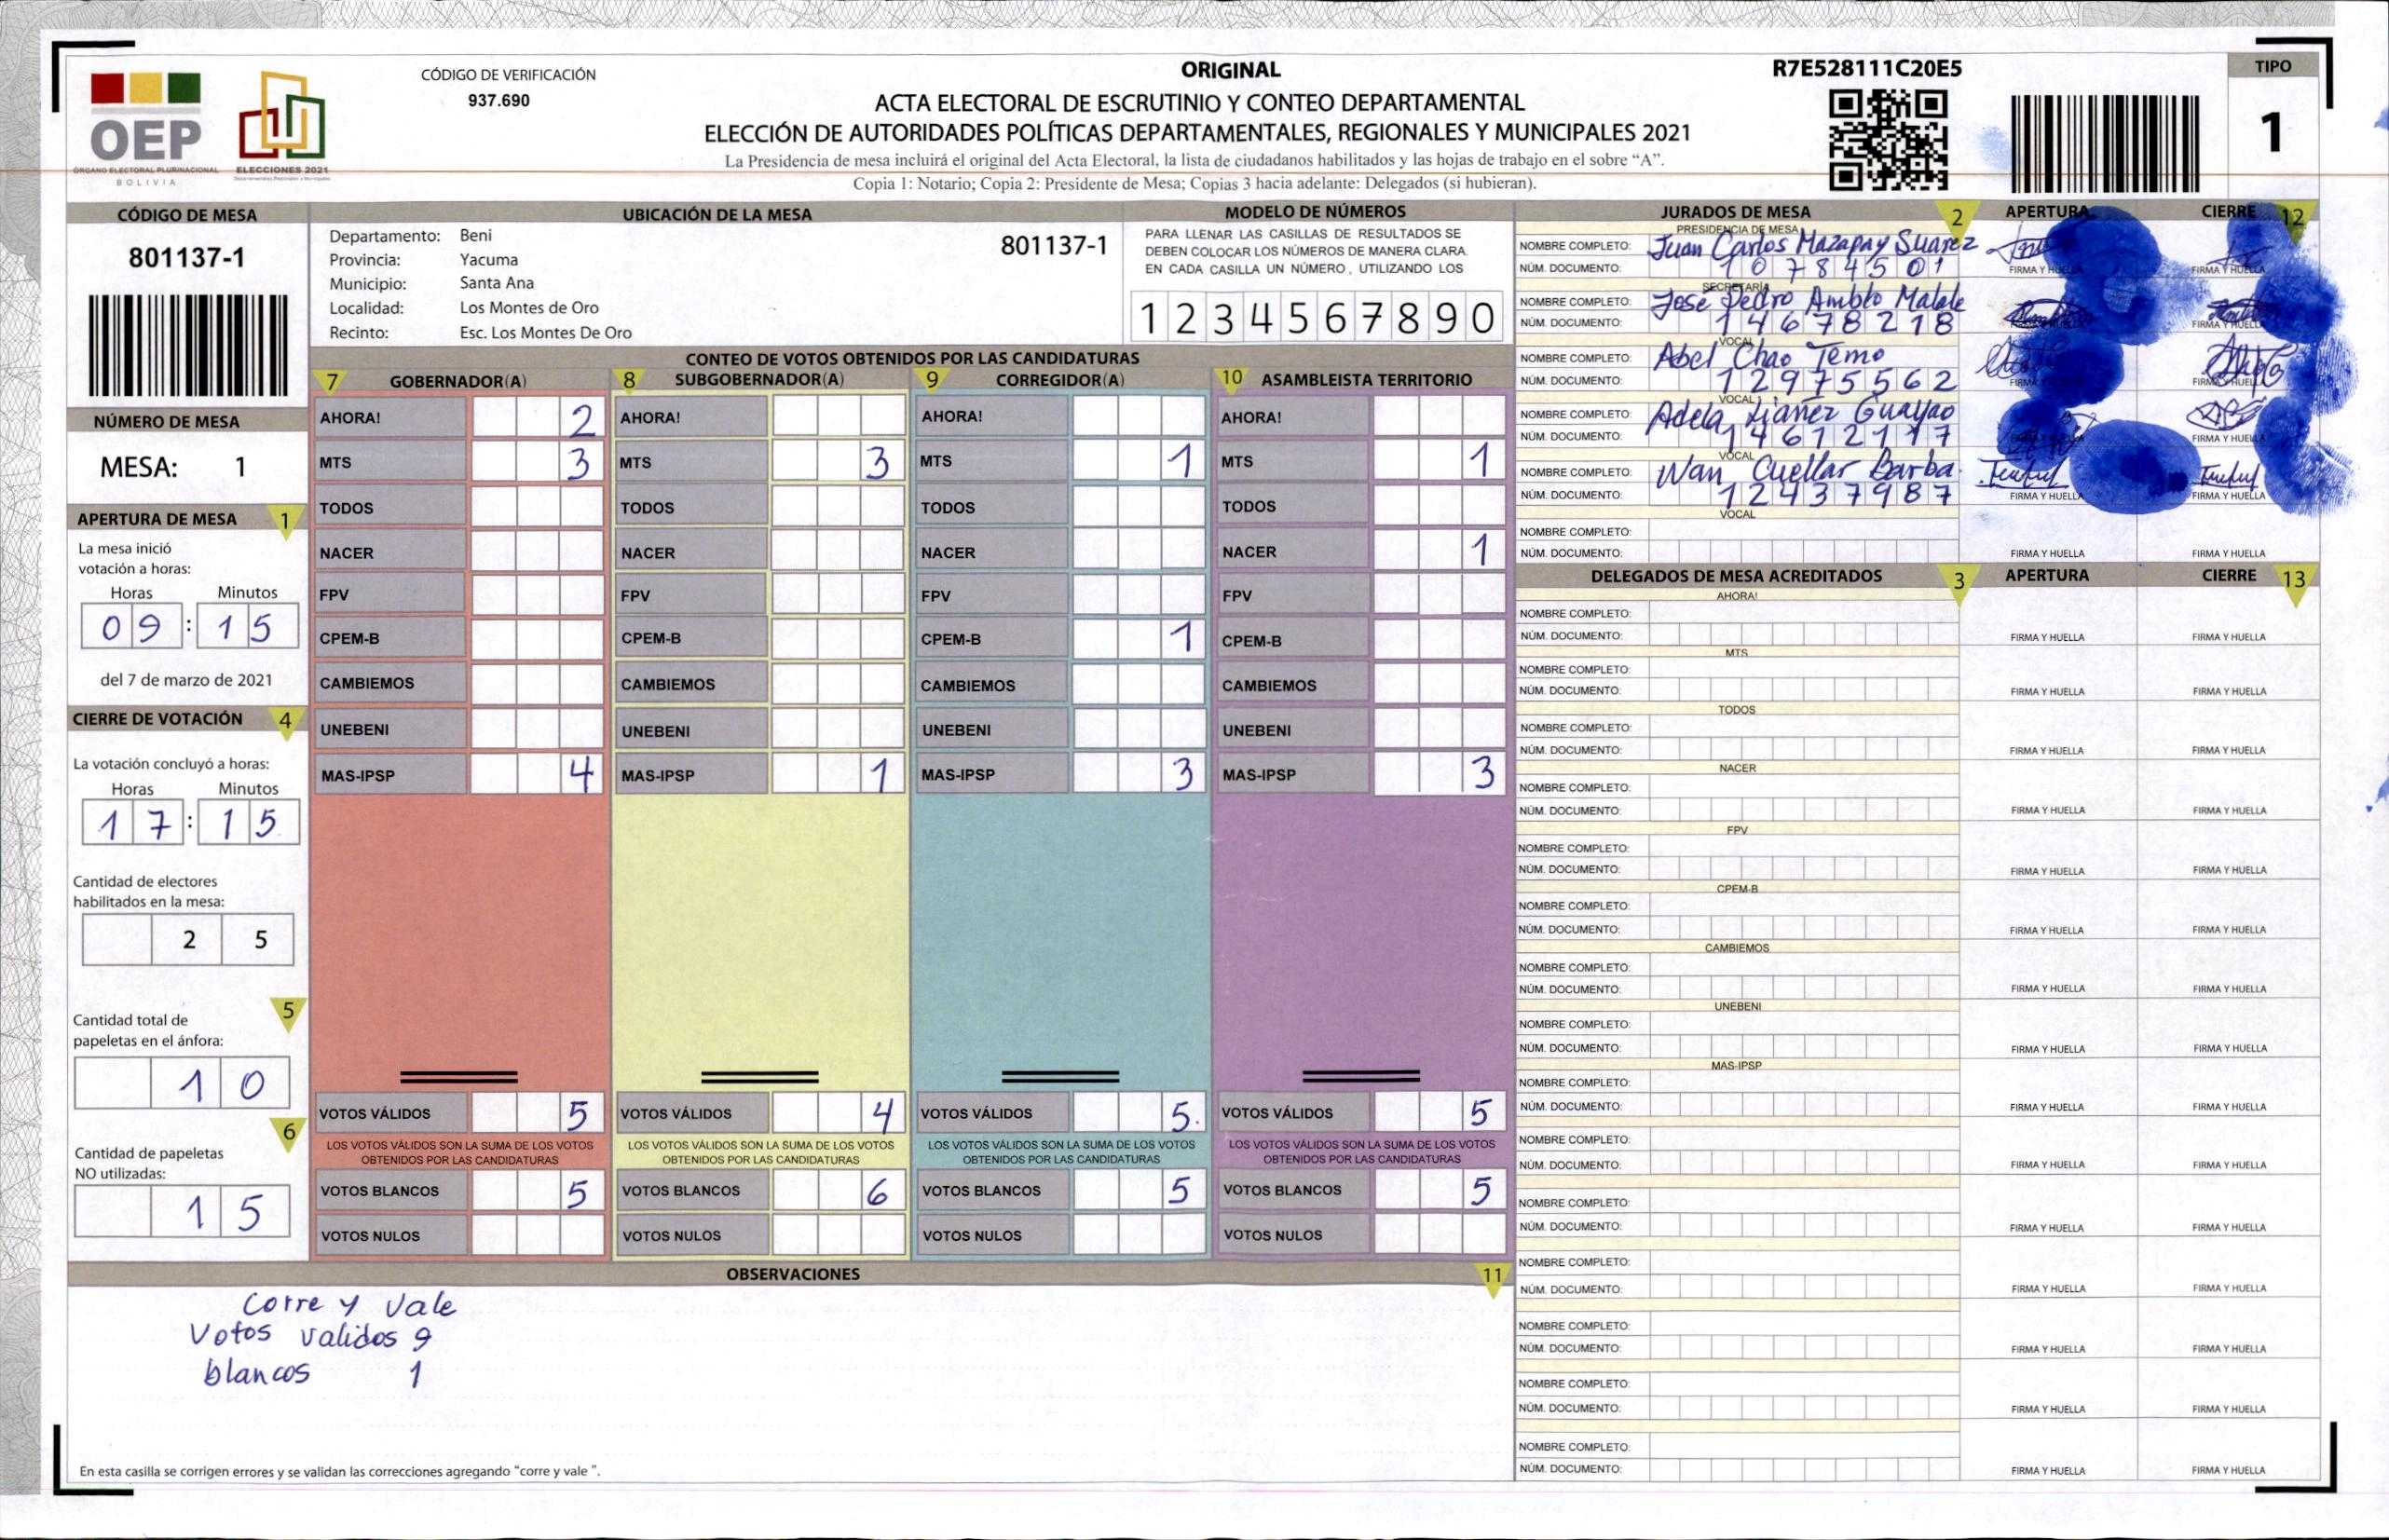 OEP
ÓRGANO ELECTORAL PLURINACIONAL
BOLIVIA
ELECCIONES 2021
CÓDIGO DE VERIFICACIÓN
937.690
ORIGINAL
ACTA ELECTORAL DE ESCRUTINIO Y CONTEO DEPARTAMENTAL
ELECCIÓN DE AUTORIDADES POLÍTICAS DEPARTAMENTALES, REGIONALES Y MUNICIPALES 2021
La Presidencia de mesa incluirá el original del Acta Electoral, la lista de ciudadanos habilitados y las hojas de trabajo en el sobre “A”.
Copia 1: Notario; Copia 2: Presidente de Mesa; Copias 3 hacia adelante: Delegados (si hubieran).
R7E528111C20E5
TIPO
1
CÓDIGO DE MESA
801137-1
NÚMERO DE MESA
MESA: 1
APERTURA DE MESA 1
La mesa inició
votación a horas:
Horas Minutos
09 : 15
del 7 de marzo de 2021
CIERRE DE VOTACIÓN 4
La votación concluyó a horas:
Horas Minutos
17 : 15
Cantidad de electores
habilitados en la mesa:
2 5
5
Cantidad total de
papeletas en el ánfora:
1 0
6
Cantidad de papeletas
NO utilizadas:
1 5
UBICACIÓN DE LA MESA
Departamento: Beni
801137-1
Provincia: Yacuma
Municipio: Santa Ana
Localidad: Los Montes de Oro
Recinto: Esc. Los Montes De Oro
MODELO DE NÚMEROS
PARA LLENAR LAS CASILLAS DE RESULTADOS SE
DEBEN COLOCAR LOS NÚMEROS DE MANERA CLARA
EN CADA CASILLA UN NÚMERO, UTILIZANDO LOS
1 2 3 4 5 6 7 8 9 0
CONTEO DE VOTOS OBTENIDOS POR LAS CANDIDATURAS
7 GOBERNADOR(A)
AHORA! 2
MTS 3
TODOS
NACER
FPV
CPEM-B
CAMBIEMOS
UNEBENI
MAS-IPSP 4
VOTOS VÁLIDOS 5
LOS VOTOS VÁLIDOS SON LA SUMA DE LOS VOTOS
OBTENIDOS POR LAS CANDIDATURAS
VOTOS BLANCOS 5
VOTOS NULOS
8 SUBGOBERNADOR(A)
AHORA!
MTS 3
TODOS
NACER
FPV
CPEM-B
CAMBIEMOS
UNEBENI
MAS-IPSP 1
VOTOS VÁLIDOS 4
LOS VOTOS VÁLIDOS SON LA SUMA DE LOS VOTOS
OBTENIDOS POR LAS CANDIDATURAS
VOTOS BLANCOS 6
VOTOS NULOS
9 CORREGIDOR(A)
AHORA!
MTS 1
TODOS
NACER
FPV
CPEM-B 1
CAMBIEMOS
UNEBENI
MAS-IPSP 3
VOTOS VÁLIDOS 5.
LOS VOTOS VÁLIDOS SON LA SUMA DE LOS VOTOS
OBTENIDOS POR LAS CANDIDATURAS
VOTOS BLANCOS 5
VOTOS NULOS
10 ASAMBLEISTA TERRITORIO
AHORA!
MTS 1
TODOS
NACER 1
FPV
CPEM-B
CAMBIEMOS
UNEBENI
MAS-IPSP 3
VOTOS VÁLIDOS 5
LOS VOTOS VÁLIDOS SON LA SUMA DE LOS VOTOS
OBTENIDOS POR LAS CANDIDATURAS
VOTOS BLANCOS 5
VOTOS NULOS
OBSERVACIONES 11
Corre y Vale
Votos validos 9
blancos 1
En esta casilla se corrigen errores y se validan las correcciones agregando “corre y vale ”.
JURADOS DE MESA 2 APERTURA CIERRE 12
PRESIDENCIA DE MESA
NOMBRE COMPLETO: Juan Carlos Mazapay Suarez
NÚM. DOCUMENTO: 10784501 FIRMA Y HUELLA FIRMA Y HUELLA
SECRETARÍA
NOMBRE COMPLETO: José Pedro Amblo Malale
NÚM. DOCUMENTO: 14678218 FIRMA Y HUELLA
VOCAL
NOMBRE COMPLETO: Abel Chao Temo
NÚM. DOCUMENTO: 12975562 FIRMA Y HUELLA
VOCAL
NOMBRE COMPLETO: Adela Liañez Guayao
NÚM. DOCUMENTO: 14612117 FIRMA Y HUELLA
VOCAL
NOMBRE COMPLETO: Wan Cuellar Barba.
NÚM. DOCUMENTO: 12437987 FIRMA Y HUELLA FIRMA Y HUELLA
VOCAL
NOMBRE COMPLETO:
NÚM. DOCUMENTO: FIRMA Y HUELLA FIRMA Y HUELLA
DELEGADOS DE MESA ACREDITADOS 3 APERTURA CIERRE 13
AHORA!
NOMBRE COMPLETO:
NÚM. DOCUMENTO: FIRMA Y HUELLA FIRMA Y HUELLA
MTS
NOMBRE COMPLETO:
NÚM. DOCUMENTO: FIRMA Y HUELLA FIRMA Y HUELLA
TODOS
NOMBRE COMPLETO:
NÚM. DOCUMENTO: FIRMA Y HUELLA FIRMA Y HUELLA
NACER
NOMBRE COMPLETO:
NÚM. DOCUMENTO: FIRMA Y HUELLA FIRMA Y HUELLA
FPV
NOMBRE COMPLETO:
NÚM. DOCUMENTO: FIRMA Y HUELLA FIRMA Y HUELLA
CPEM-B
NOMBRE COMPLETO:
NÚM. DOCUMENTO: FIRMA Y HUELLA FIRMA Y HUELLA
CAMBIEMOS
NOMBRE COMPLETO:
NÚM. DOCUMENTO: FIRMA Y HUELLA FIRMA Y HUELLA
UNEBENI
NOMBRE COMPLETO:
NÚM. DOCUMENTO: FIRMA Y HUELLA FIRMA Y HUELLA
MAS-IPSP
NOMBRE COMPLETO:
NÚM. DOCUMENTO: FIRMA Y HUELLA FIRMA Y HUELLA
NOMBRE COMPLETO:
NÚM. DOCUMENTO: FIRMA Y HUELLA FIRMA Y HUELLA
NOMBRE COMPLETO:
NÚM. DOCUMENTO: FIRMA Y HUELLA FIRMA Y HUELLA
NOMBRE COMPLETO:
NÚM. DOCUMENTO: FIRMA Y HUELLA FIRMA Y HUELLA
NOMBRE COMPLETO:
NÚM. DOCUMENTO: FIRMA Y HUELLA FIRMA Y HUELLA
NOMBRE COMPLETO:
NÚM. DOCUMENTO: FIRMA Y HUELLA FIRMA Y HUELLA
NOMBRE COMPLETO:
NÚM. DOCUMENTO: FIRMA Y HUELLA FIRMA Y HUELLA